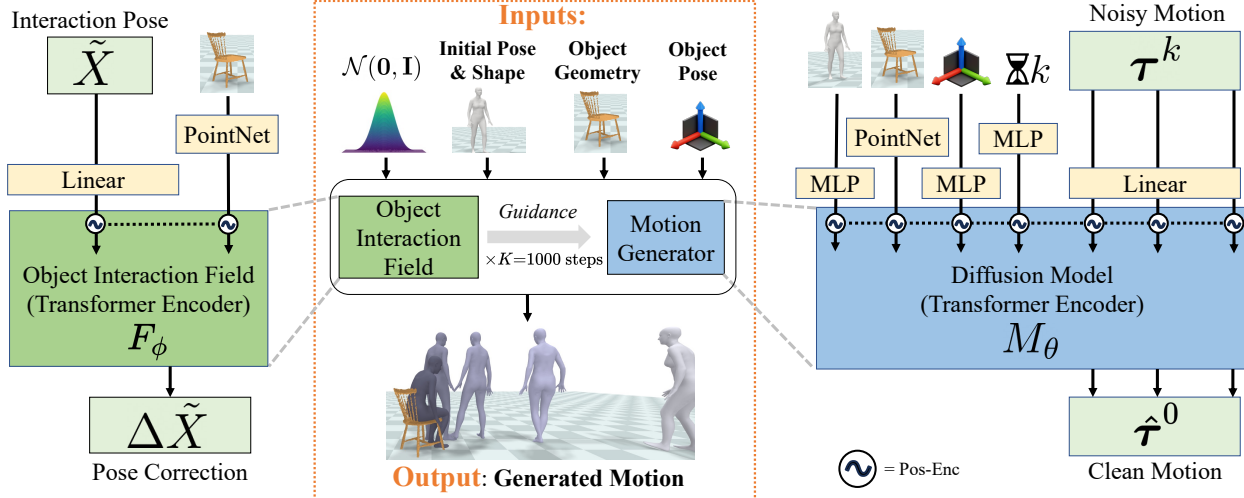 Interaction Pose
X̃
PointNet
Linear
Object Interaction Field
(Transformer Encoder)
F_ϕ
ΔX̃
Pose Correction
Inputs:
𝒩(0, I)
Initial Pose
& Shape
Object
Geometry
Object
Pose
Object
Interaction
Field
Guidance
×K=1000 steps
Motion
Generator
Output: Generated Motion
Noisy Motion
k
τ^k
PointNet
MLP
MLP
MLP
Linear
Diffusion Model
(Transformer Encoder)
M_θ
τ̂^0
= Pos-Enc
Clean Motion